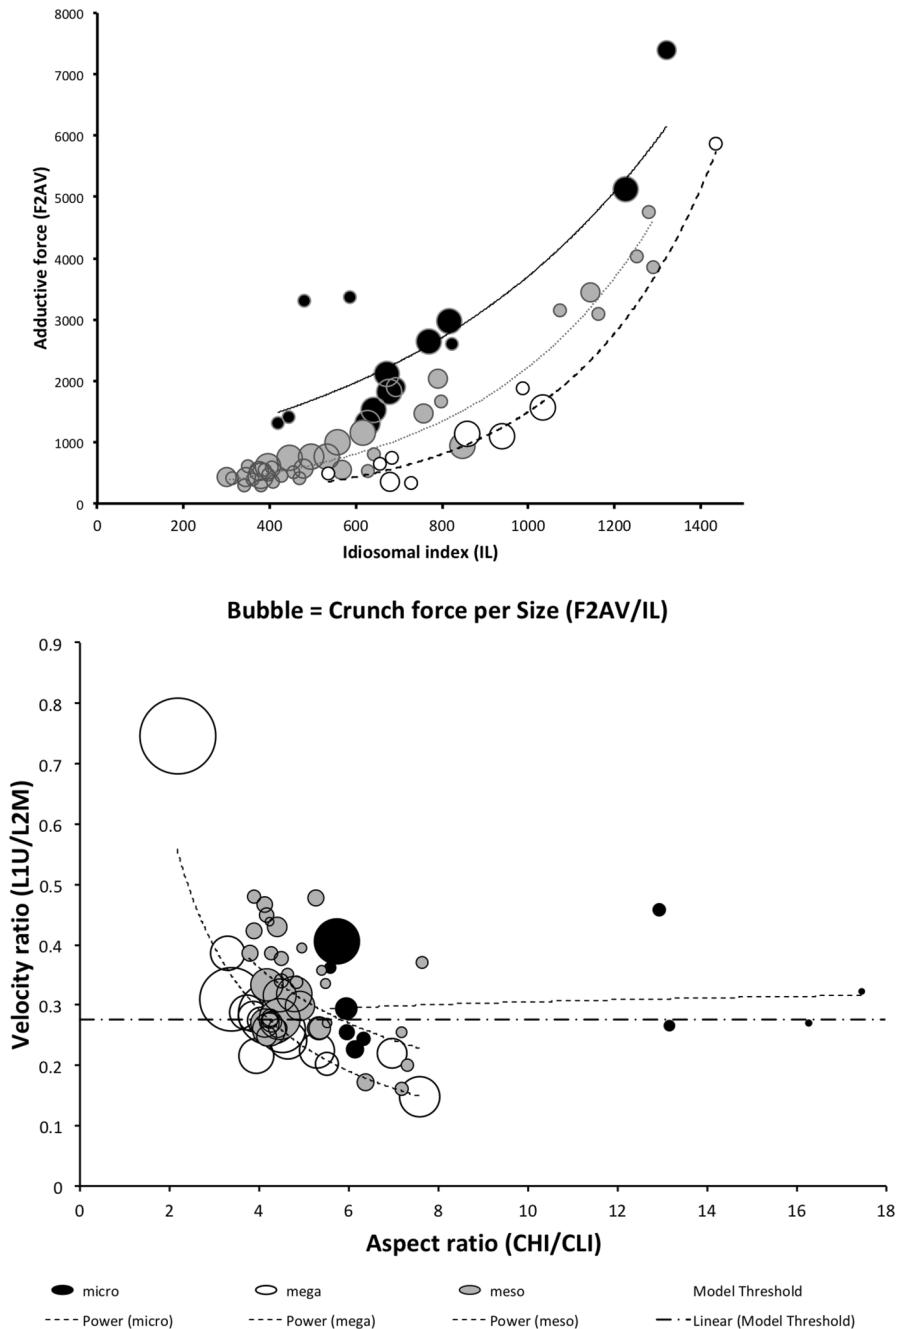 8000
7000
6000
5000
4000
3000
2000
1000
0
Adductive force (F2AV)
0 200 400 600 800 1000 1200 1400
Idiosomal index (IL)
Bubble = Crunch force per Size (F2AV/IL)
0.9
0.8
0.7
0.6
0.5
0.4
0.3
0.2
0.1
0
Velocity ratio (L1U/L2M)
0 2 4 6 8 10 12 14 16 18
Aspect ratio (CHI/CLI)
micro mega meso Model Threshold
Power (micro) Power (mega) Power (meso) Linear (Model Threshold)